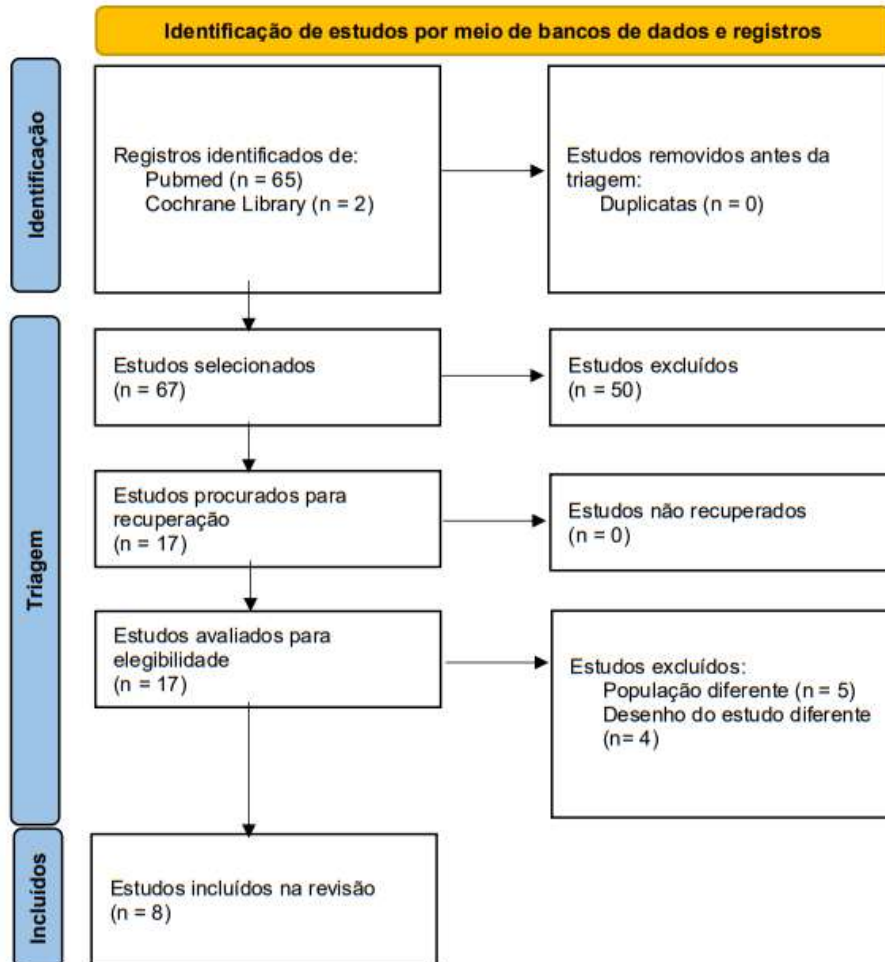 Identificação de estudos por meio de bancos de dados e registros
Identificação
Registros identificados de:
Pubmed (n = 65)
Cochrane Library (n = 2)
Estudos removidos antes da
triagem:
Duplicatas (n = 0)
Triagem
Estudos selecionados
(n = 67)
Estudos excluídos
(n = 50)
Estudos procurados para
recuperação
(n = 17)
Estudos não recuperados
(n = 0)
Estudos avaliados para
elegibilidade
(n = 17)
Estudos excluídos:
População diferente (n = 5)
Desenho do estudo diferente
(n= 4)
Incluídos
Estudos incluídos na revisão
(n = 8)